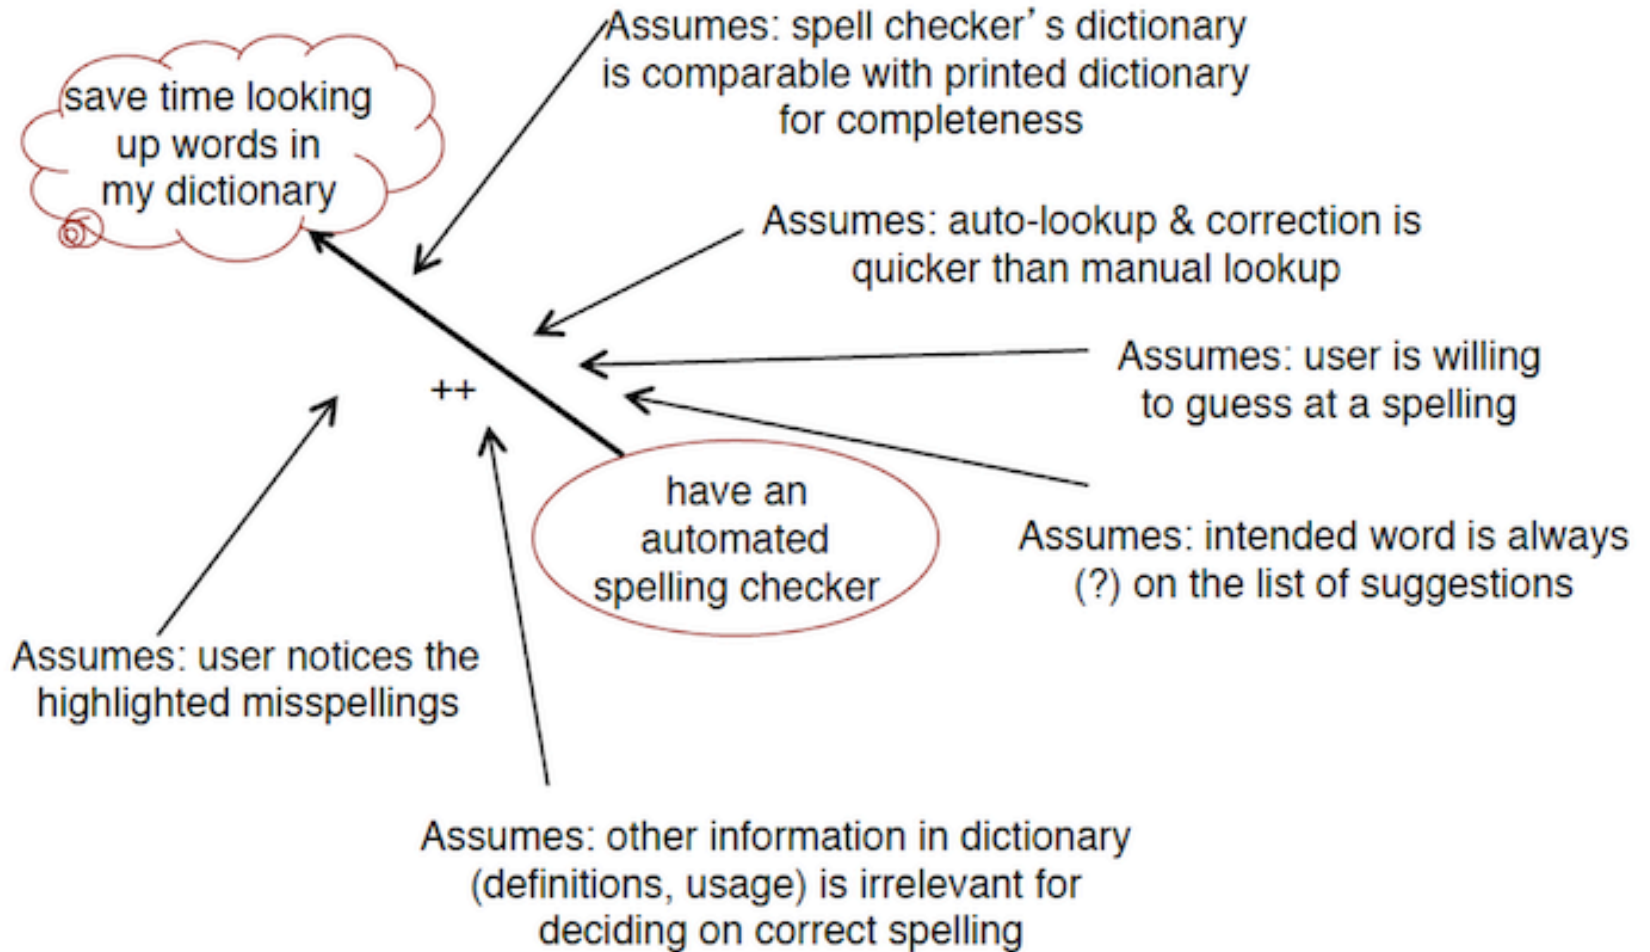 Assumes: spell checker's dictionary
is comparable with printed dictionary
for completeness
save time looking
up words in
my dictionary
Assumes: auto-lookup & correction is
quicker than manual lookup
Assumes: user is willing
to guess at a spelling
++
have an
automated
spelling checker
Assumes: intended word is always
(?) on the list of suggestions
Assumes: user notices the
highlighted misspellings
Assumes: other information in dictionary
(definitions, usage) is irrelevant for
deciding on correct spelling